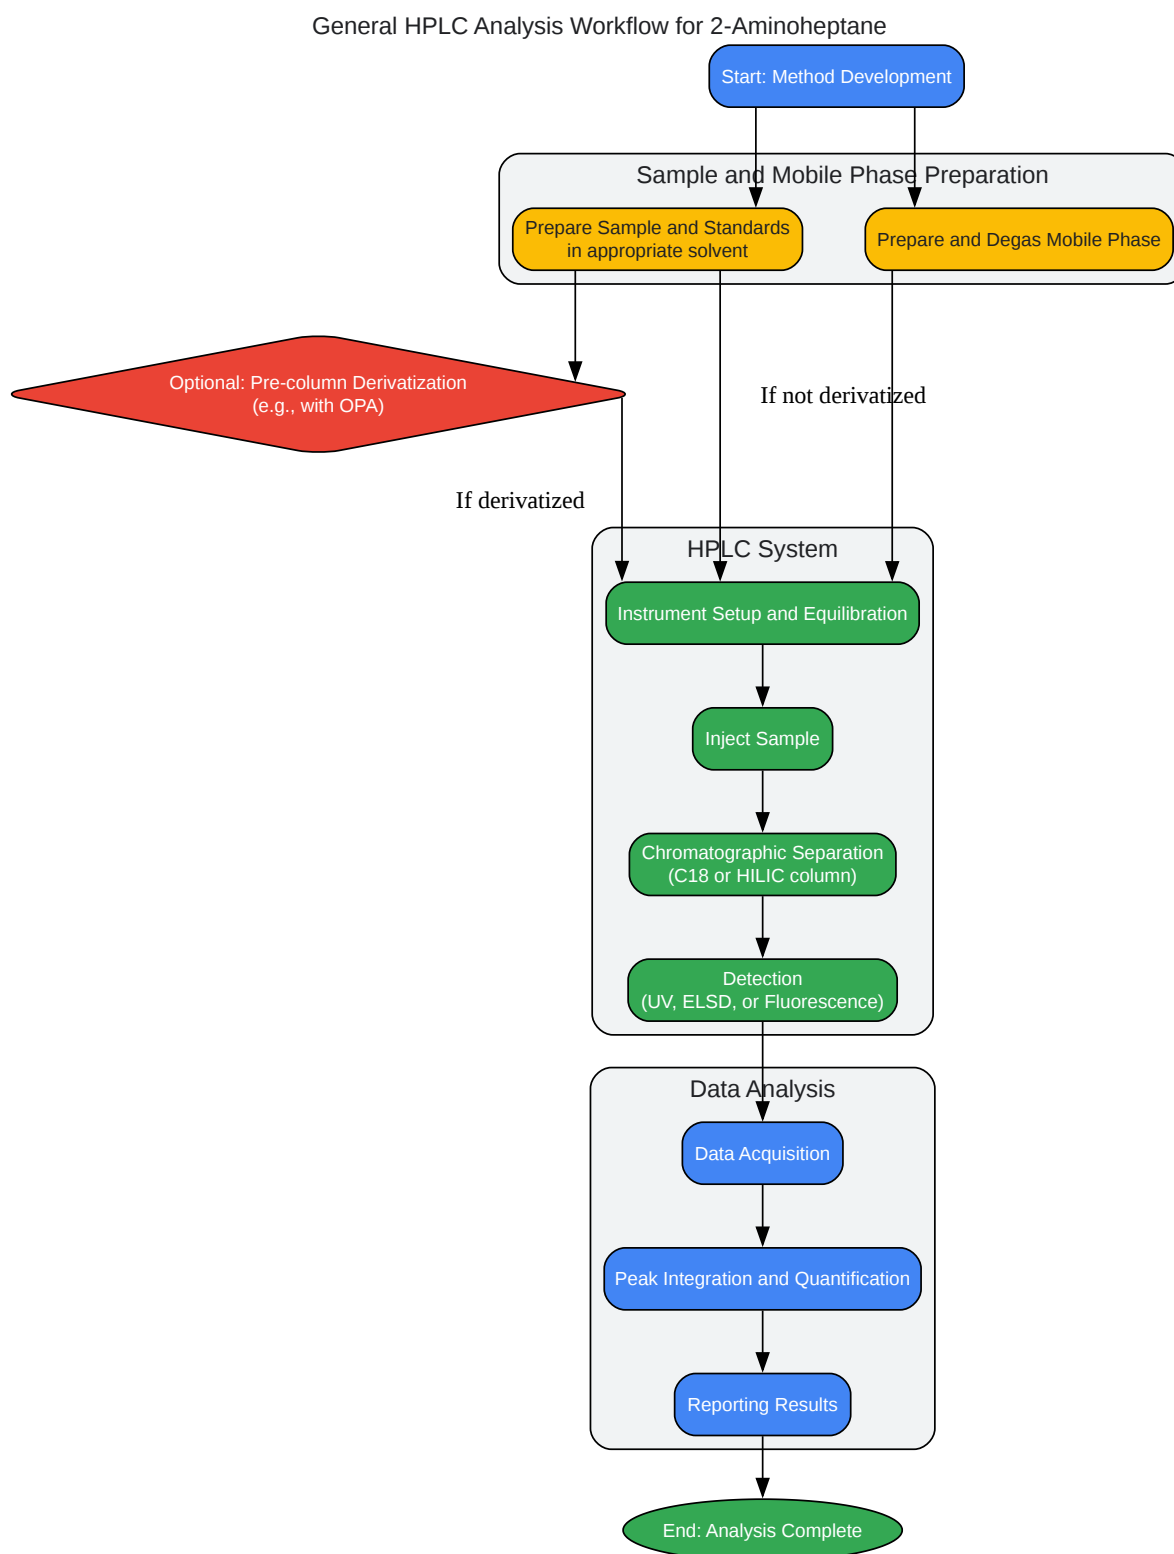 General HPLC Analysis Workflow for 2-Aminoheptane
Start: Method Development
Sample and Mobile Phase Preparation
Prepare Sample and Standards
in appropriate solvent
Prepare and Degas Mobile Phase
Optional: Pre-column Derivatization
(e.g., with OPA)
If not derivatized
If derivatized
HPLC System
Instrument Setup and Equilibration
Inject Sample
Chromatographic Separation
(C18 or HILIC column)
Detection
(UV, ELSD, or Fluorescence)
Data Analysis
Data Acquisition
Peak Integration and Quantification
Reporting Results
End: Analysis Complete